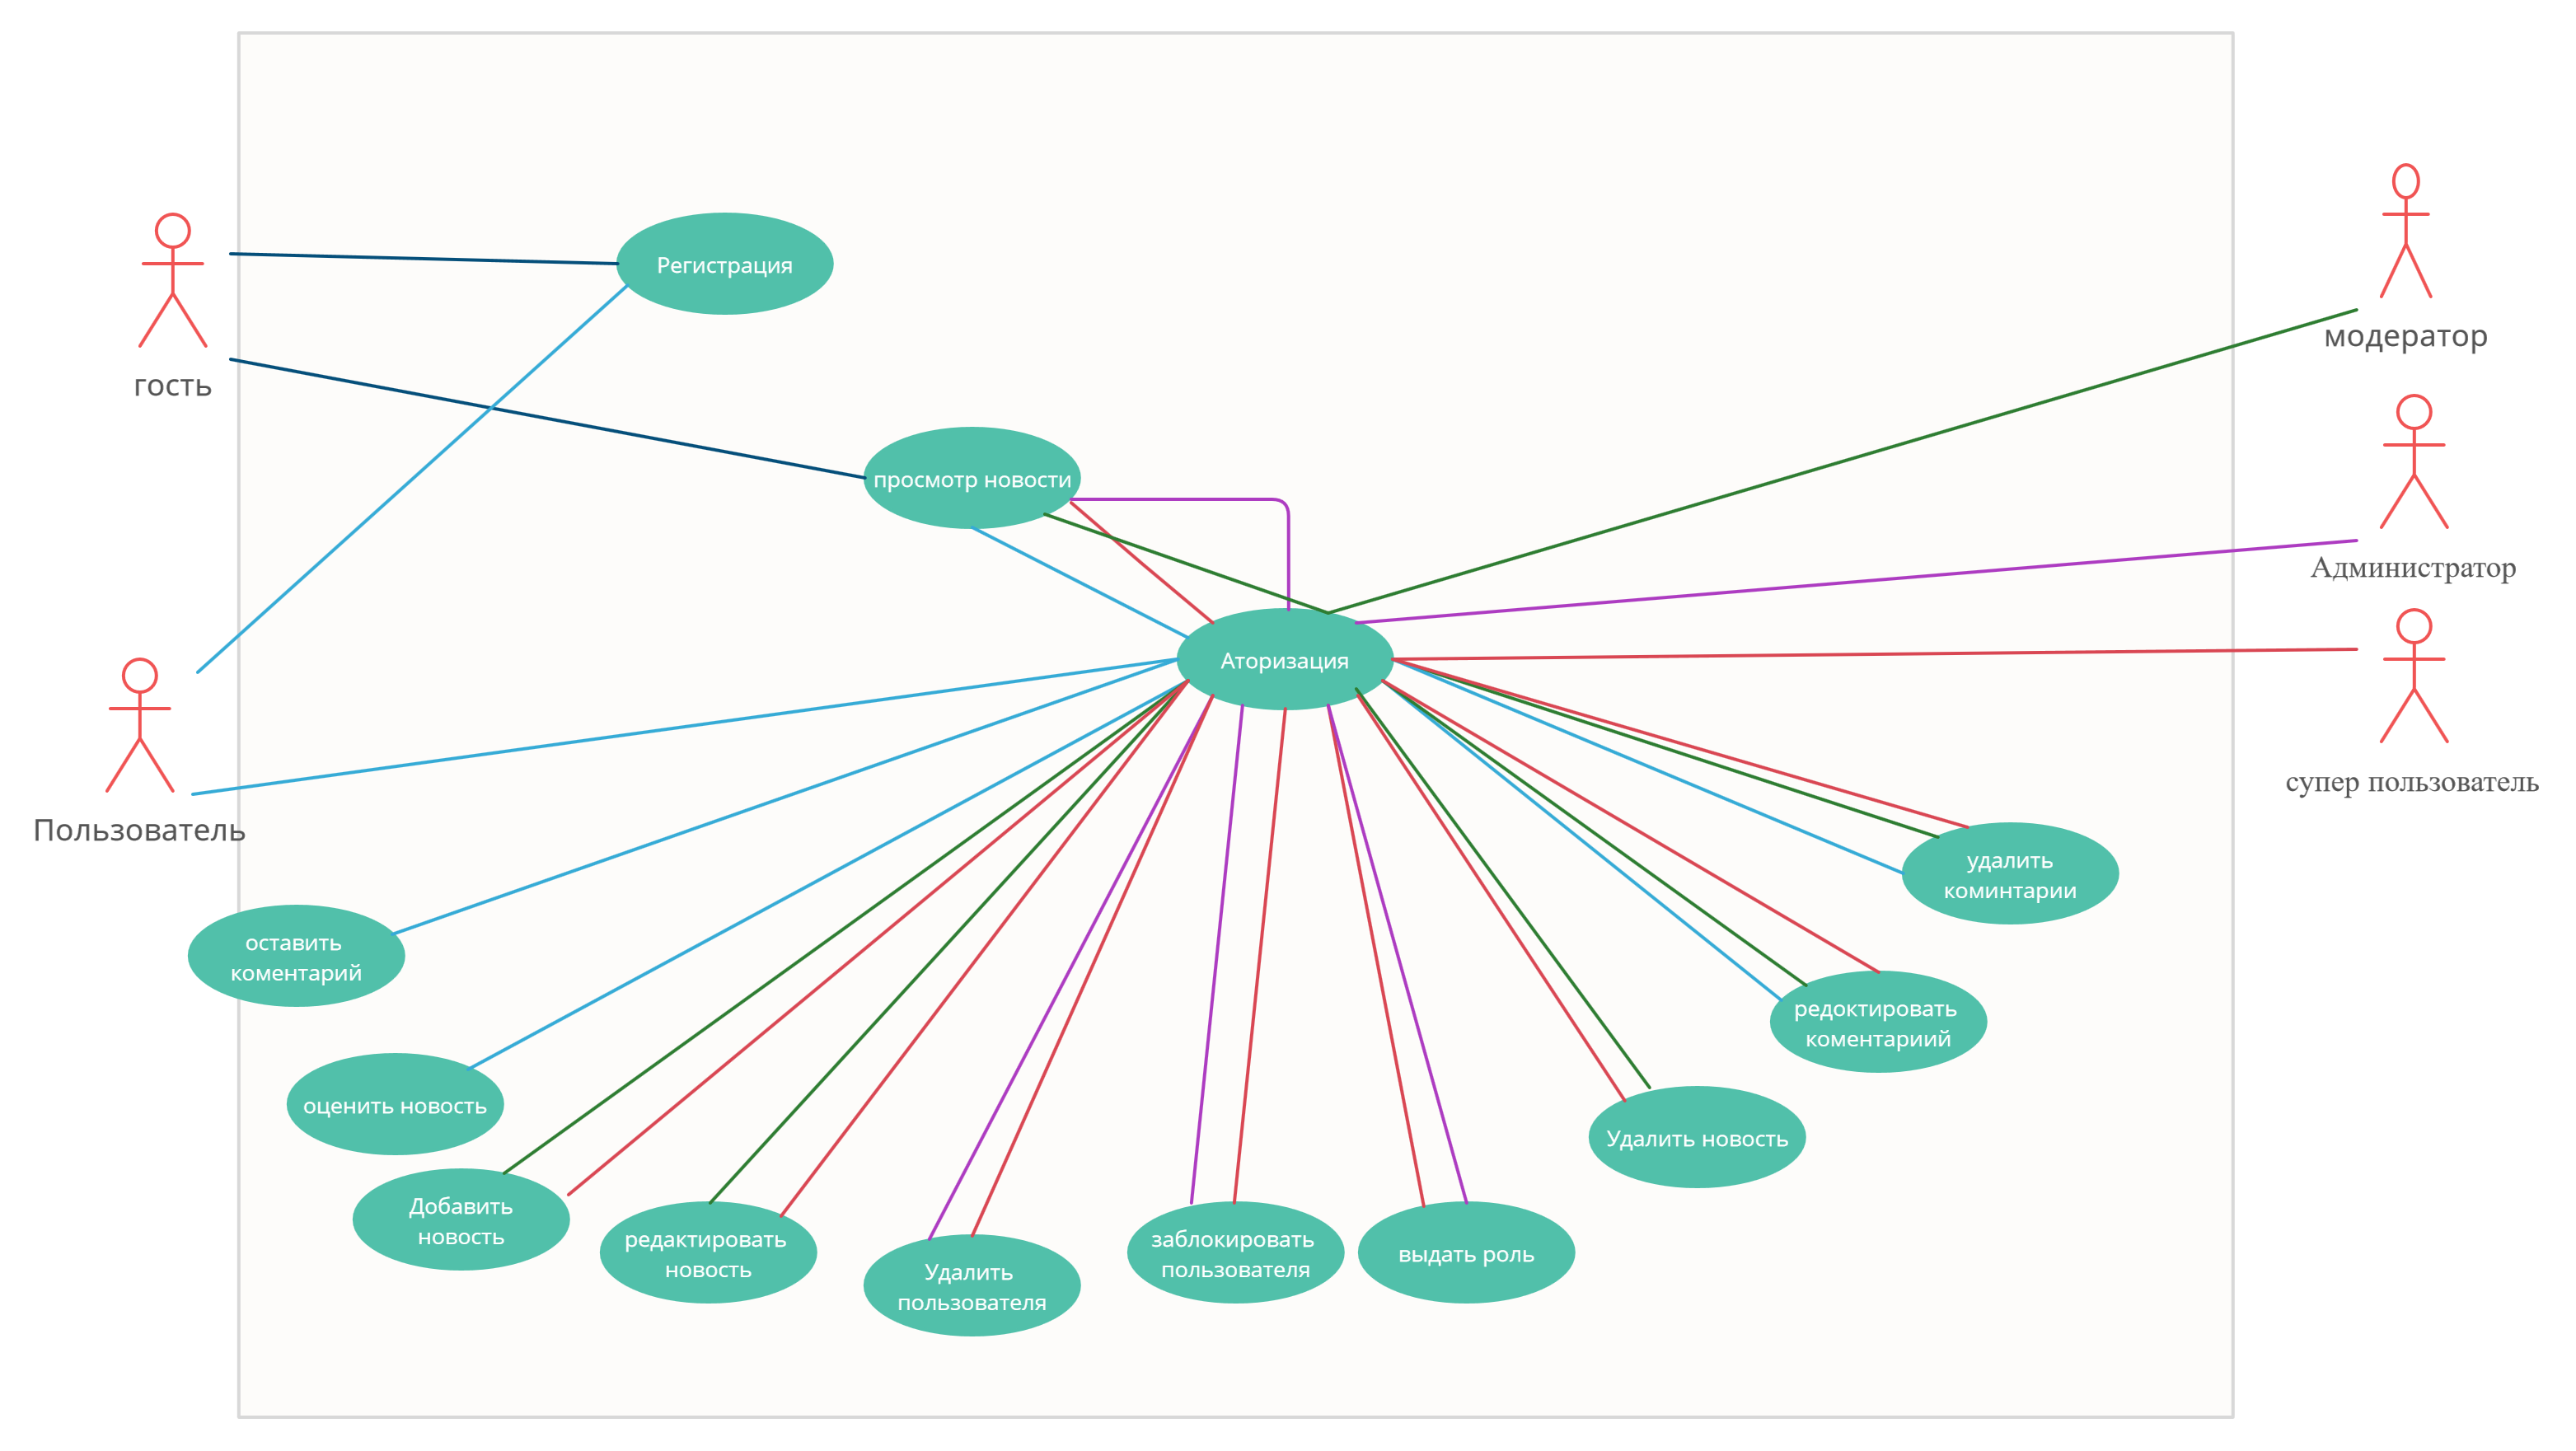 Регистрация
модератор
гость
просмотр новости
Администратор
Аторизация
супер пользователь
Пользователь
удалить
коминтарии
оставить
коментарий
редоктировать
коментариий
оценить новость
Удалить новость
Добавить
новость
редактировать
новость
Удалить
пользователя
заблокировать
пользователя
выдать роль